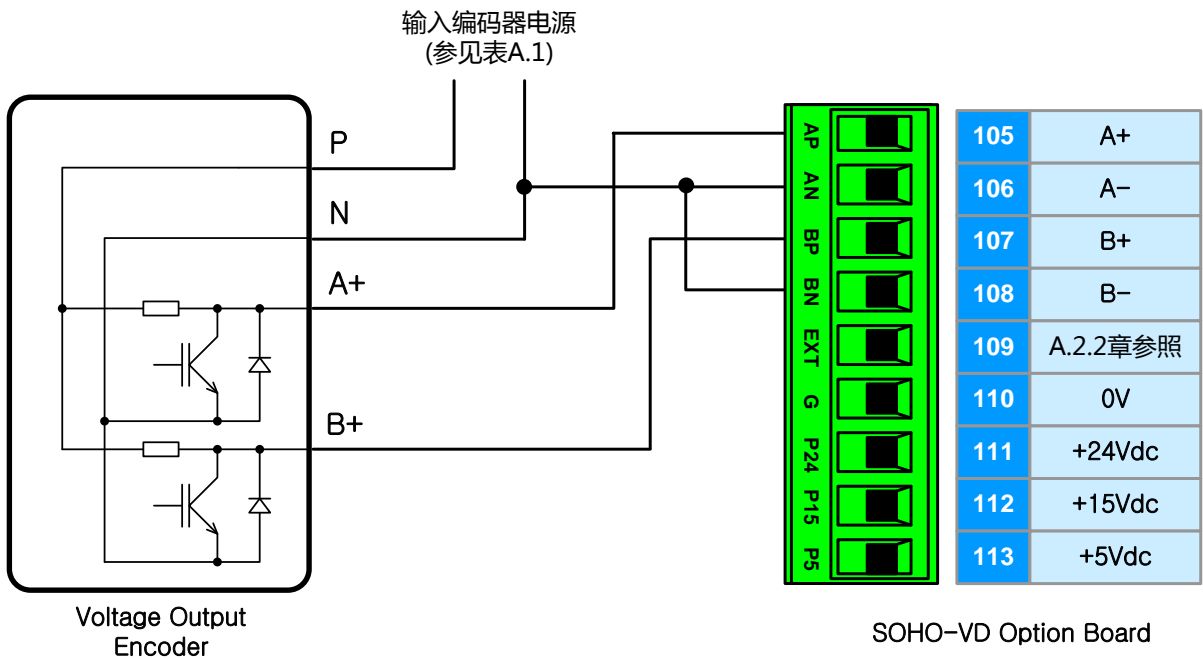 输入编码器电源
(参见表A.1)
P
N
A+
B+
Voltage Output
Encoder
AP
AN
BP
BN
EXT
G
P24
P15
P5
105 A+
106 A-
107 B+
108 B-
109 A.2.2章参照
110 0V
111 +24Vdc
112 +15Vdc
113 +5Vdc
SOHO-VD Option Board